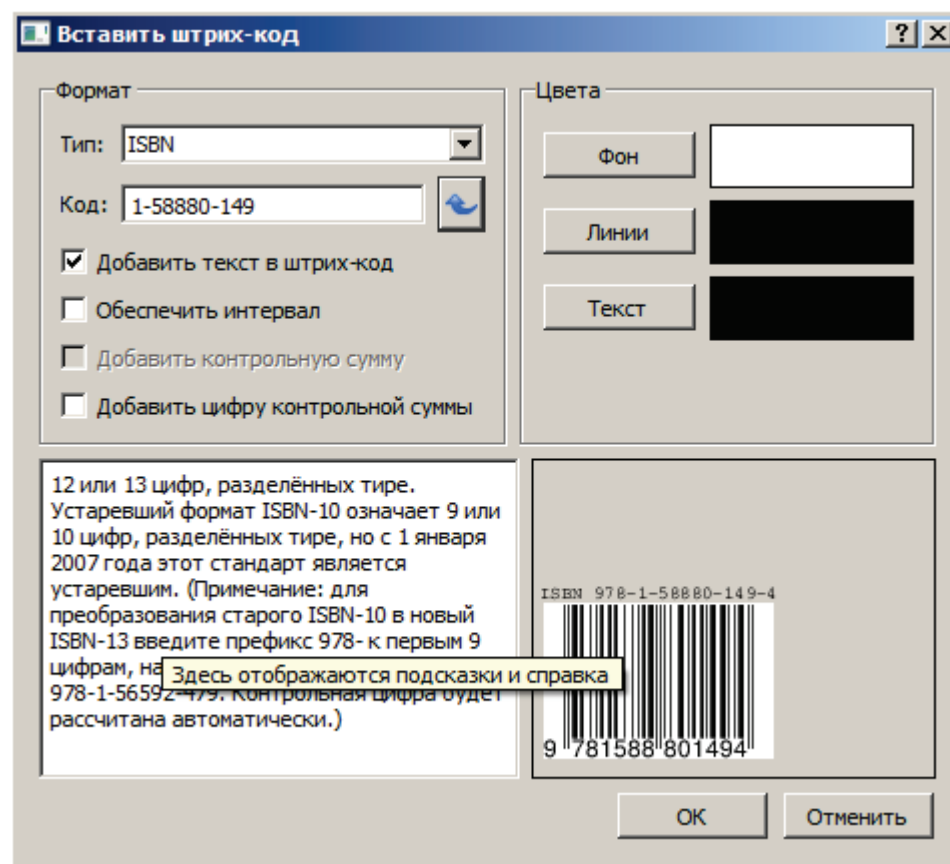 Вставить штрих-код
Формат
Тип: ISBN
Код: 1-58880-149
Добавить текст в штрих-код
Обеспечить интервал
Добавить контрольную сумму
Добавить цифру контрольной суммы
Цвета
Фон
Линии
Текст
12 или 13 цифр, разделённых тире.
Устаревший формат ISBN-10 означает 9 или
10 цифр, разделённых тире, но с 1 января
2007 года этот стандарт является
устаревшим. (Примечание: для
преобразования старого ISBN-10 в новый
ISBN-13 введите префикс 978- к первым 9
цифрам, на
Здесь отображаются подсказки и справка
978-1-56592-479. Контрольная цифра будет
рассчитана автоматически.)
ISBN 978-1-58880-149-4
9 781588 801494
OK
Отменить